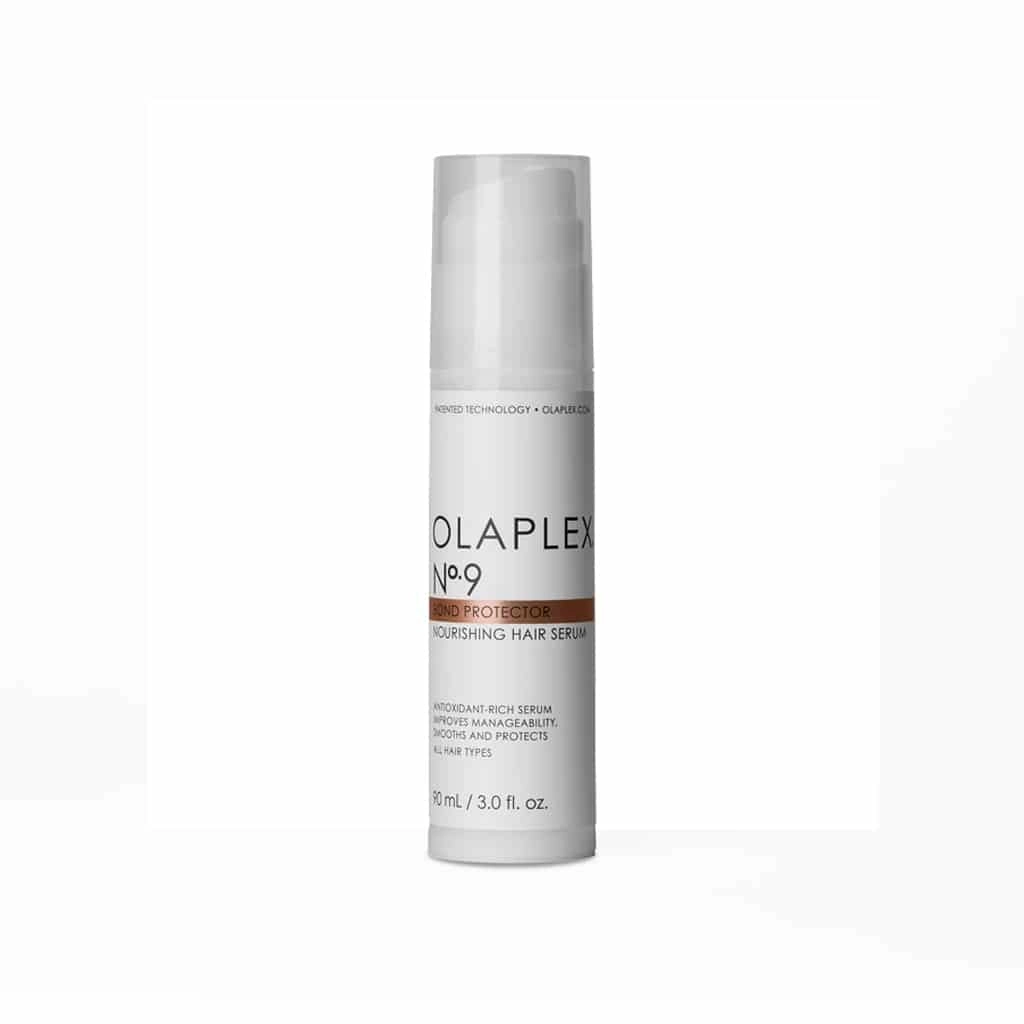 PATENTED TECHNOLOGY • OLAPLEX.COM
OLAPLEX.
Nº.9
BOND PROTECTOR
NOURISHING HAIR SERUM
ANTIOXIDANT-RICH SERUM
IMPROVES MANAGEABILITY,
SMOOTHS AND PROTECTS
ALL HAIR TYPES
90 mL / 3.0 fl. oz.